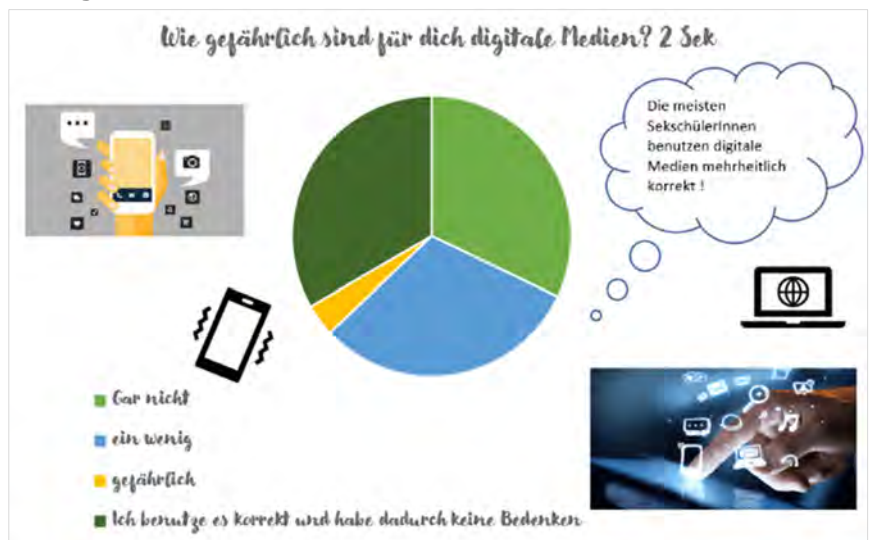 Wie gefährlich sind für dich digitale Medien? 2 Sek
Die meisten
SekschülerInnen
benutzen digitale
Medien mehrheitlich
korrekt !
Gar nicht
ein wenig
gefährlich
Ich benutze es korrekt und habe dadurch keine Bedenken